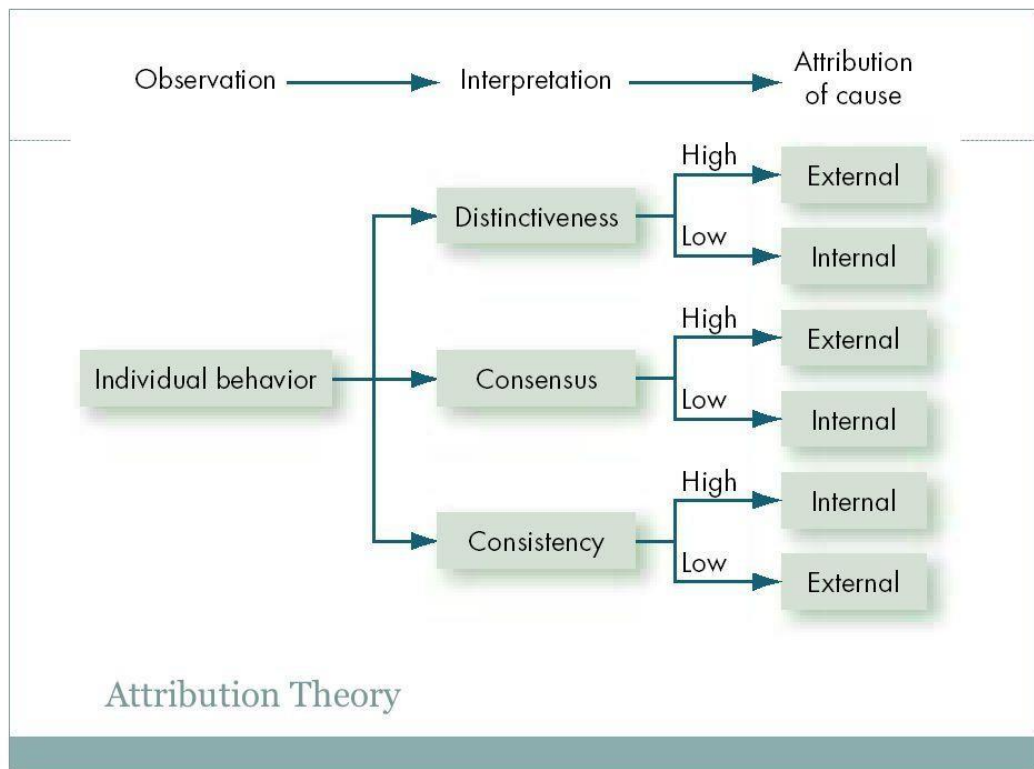 Observation
Interpretation
Attribution
of cause
High
External
Distinctiveness
Low
Internal
High
External
Individual behavior
Consensus
Low
Internal
High
Internal
Consistency
Low
External
Attribution Theory